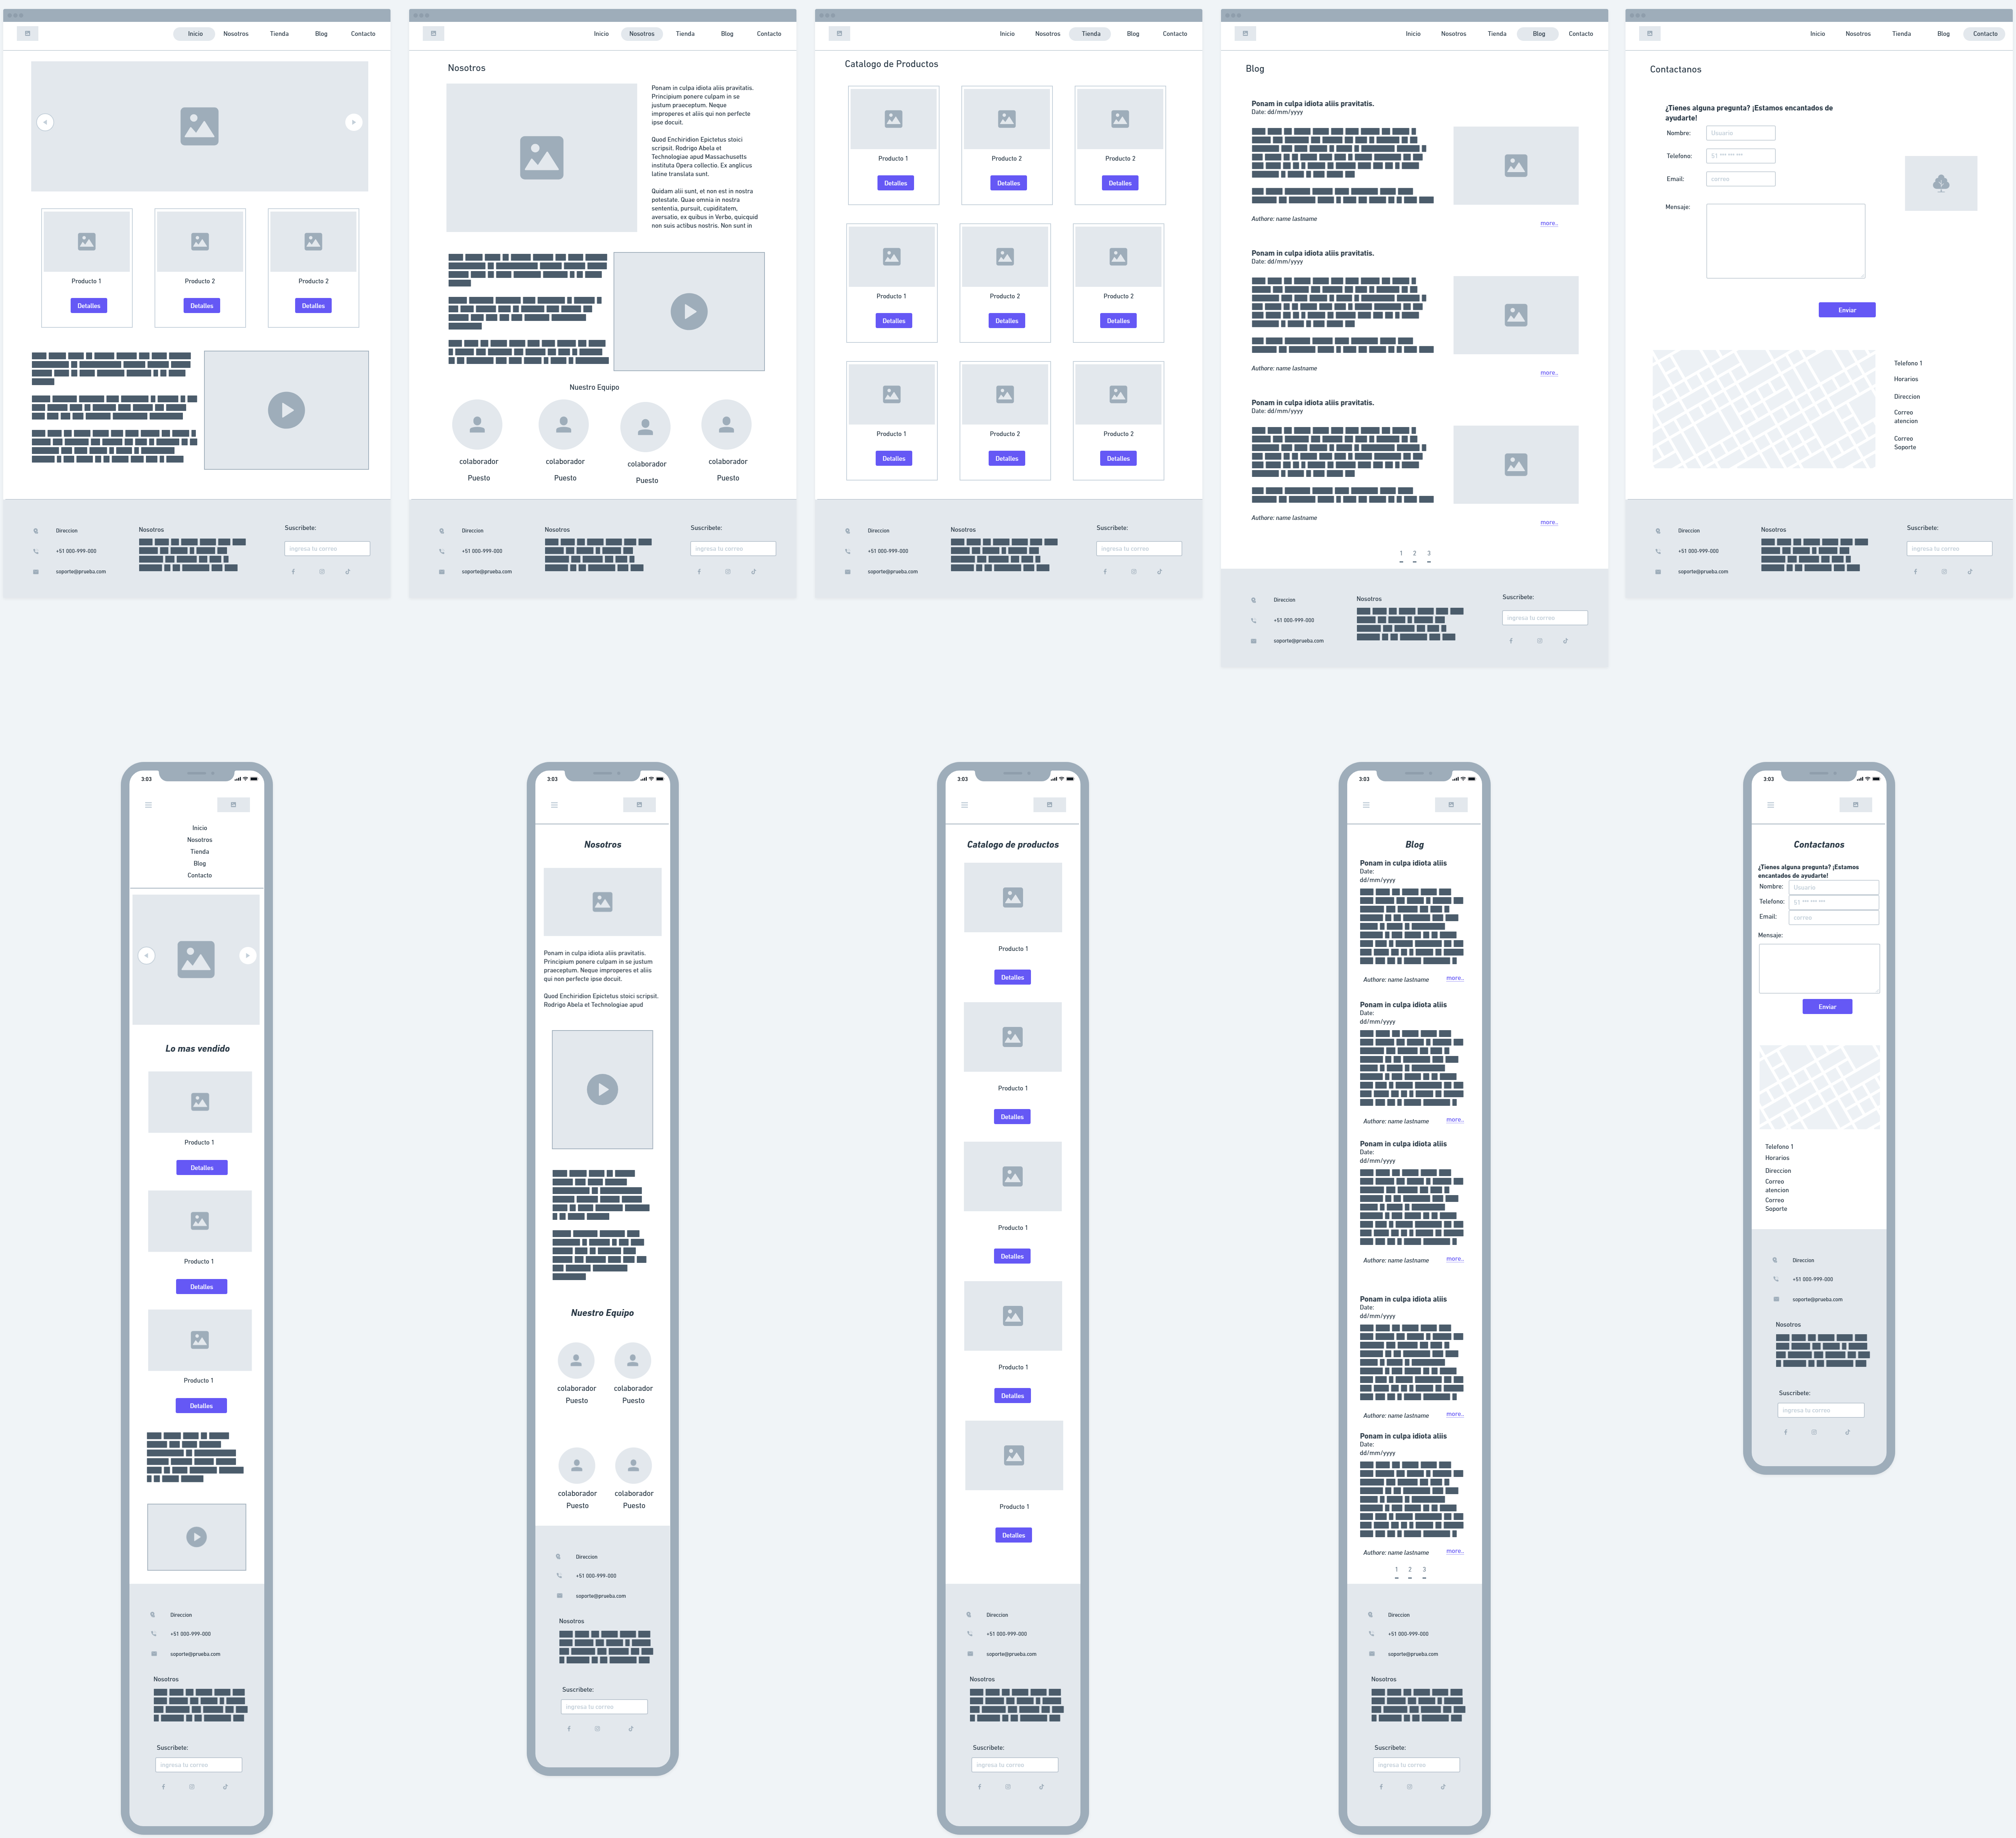 Inicio Nosotros Tienda Blog Contacto
Producto 1 Producto 2 Producto 2
Detalles Detalles Detalles
Direccion
+51 000-999-000
soporte@prueba.com
Nosotros
Suscribete:
ingresa tu correo
Inicio Nosotros Tienda Blog Contacto
Nosotros
Ponam in culpa idiota aliis pravitatis.
Principium ponere culpam in se
justum praeceptum. Neque
improperes et aliis qui non perfecte
ipse docuit.
Quod Enchiridion Epictetus stoici
scripsit. Rodrigo Abela et
Technologiae apud Massachusetts
instituta Opera collectio. Ex anglicus
latine translata sunt.
Quidam alii sunt, et non est in nostra
potestate. Quae omnia in nostra
sententia, pursuit, cupiditatem,
aversatio, ex quibus in Verbo, quicquid
non suis actibus nostris. Non sunt in
Nuestro Equipo
colaborador colaborador colaborador colaborador
Puesto Puesto Puesto Puesto
Direccion
+51 000-999-000
soporte@prueba.com
Nosotros
Suscribete:
ingresa tu correo
Inicio Nosotros Tienda Blog Contacto
Catalogo de Productos
Producto 1 Producto 2 Producto 2
Detalles Detalles Detalles
Producto 1 Producto 2 Producto 2
Detalles Detalles Detalles
Producto 1 Producto 2 Producto 2
Detalles Detalles Detalles
Direccion
+51 000-999-000
soporte@prueba.com
Nosotros
Suscribete:
ingresa tu correo
Inicio Nosotros Tienda Blog Contacto
Blog
Ponam in culpa idiota aliis pravitatis.
Date: dd/mm/yyyy
Authore: name lastname
more..
Ponam in culpa idiota aliis pravitatis.
Date: dd/mm/yyyy
Authore: name lastname
more..
Ponam in culpa idiota aliis pravitatis.
Date: dd/mm/yyyy
Authore: name lastname
more..
1 2 3
Direccion
+51 000-999-000
soporte@prueba.com
Nosotros
Suscribete:
ingresa tu correo
Inicio Nosotros Tienda Blog Contacto
Contactanos
¿Tienes alguna pregunta? ¡Estamos encantados de
ayudarte!
Nombre: Usuario
Telefono: 51 *** *** ***
Email: correo
Mensaje:
Enviar
Telefono 1
Horarios
Direccion
Correo
atencion
Correo
Soporte
Direccion
+51 000-999-000
soporte@prueba.com
Nosotros
Suscribete:
ingresa tu correo
3:03
Inicio
Nosotros
Tienda
Blog
Contacto
Lo mas vendido
Producto 1
Detalles
Producto 1
Detalles
Producto 1
Detalles
Direccion
+51 000-999-000
soporte@prueba.com
Nosotros
Suscribete:
ingresa tu correo
3:03
Nosotros
Ponam in culpa idiota aliis pravitatis.
Principium ponere culpam in se justum
praeceptum. Neque improperes et aliis
qui non perfecte ipse docuit.
Quod Enchiridion Epictetus stoici scripsit.
Rodrigo Abela et Technologiae apud
Nuestro Equipo
colaborador colaborador
Puesto Puesto
colaborador colaborador
Puesto Puesto
Direccion
+51 000-999-000
soporte@prueba.com
Nosotros
Suscribete:
ingresa tu correo
3:03
Catalogo de productos
Producto 1
Detalles
Producto 1
Detalles
Producto 1
Detalles
Producto 1
Detalles
Producto 1
Detalles
Direccion
+51 000-999-000
soporte@prueba.com
Nosotros
Suscribete:
ingresa tu correo
3:03
Blog
Ponam in culpa idiota aliis
Date:
dd/mm/yyyy
Authore: name lastname more..
Ponam in culpa idiota aliis
Date:
dd/mm/yyyy
Authore: name lastname more..
Ponam in culpa idiota aliis
Date:
dd/mm/yyyy
Authore: name lastname more..
Ponam in culpa idiota aliis
Date:
dd/mm/yyyy
Authore: name lastname more..
Ponam in culpa idiota aliis
Date:
dd/mm/yyyy
Authore: name lastname more..
1 2 3
Direccion
+51 000-999-000
soporte@prueba.com
Nosotros
Suscribete:
ingresa tu correo
3:03
Contactanos
¿Tienes alguna pregunta? ¡Estamos
encantados de ayudarte!
Nombre: Usuario
Telefono: 51 *** *** ***
Email: correo
Mensaje:
Enviar
Telefono 1
Horarios
Direccion
Correo
atencion
Correo
Soporte
Direccion
+51 000-999-000
soporte@prueba.com
Nosotros
Suscribete:
ingresa tu correo